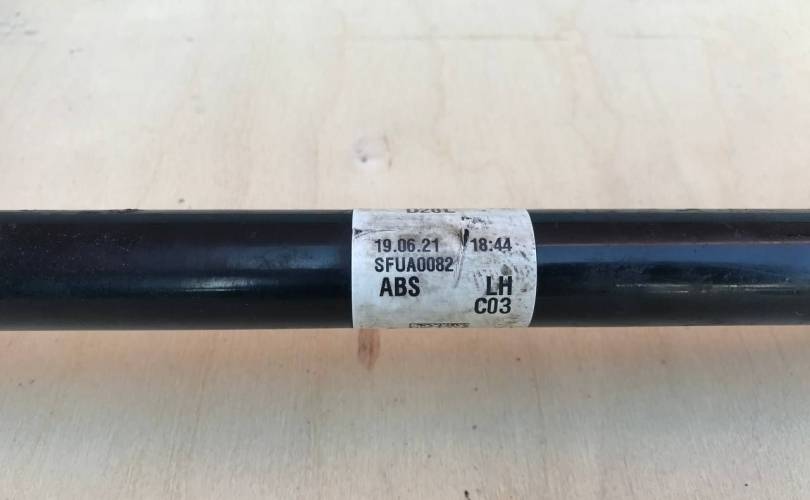 19.06.21 18:44
SFUA0082
ABS LH
C03